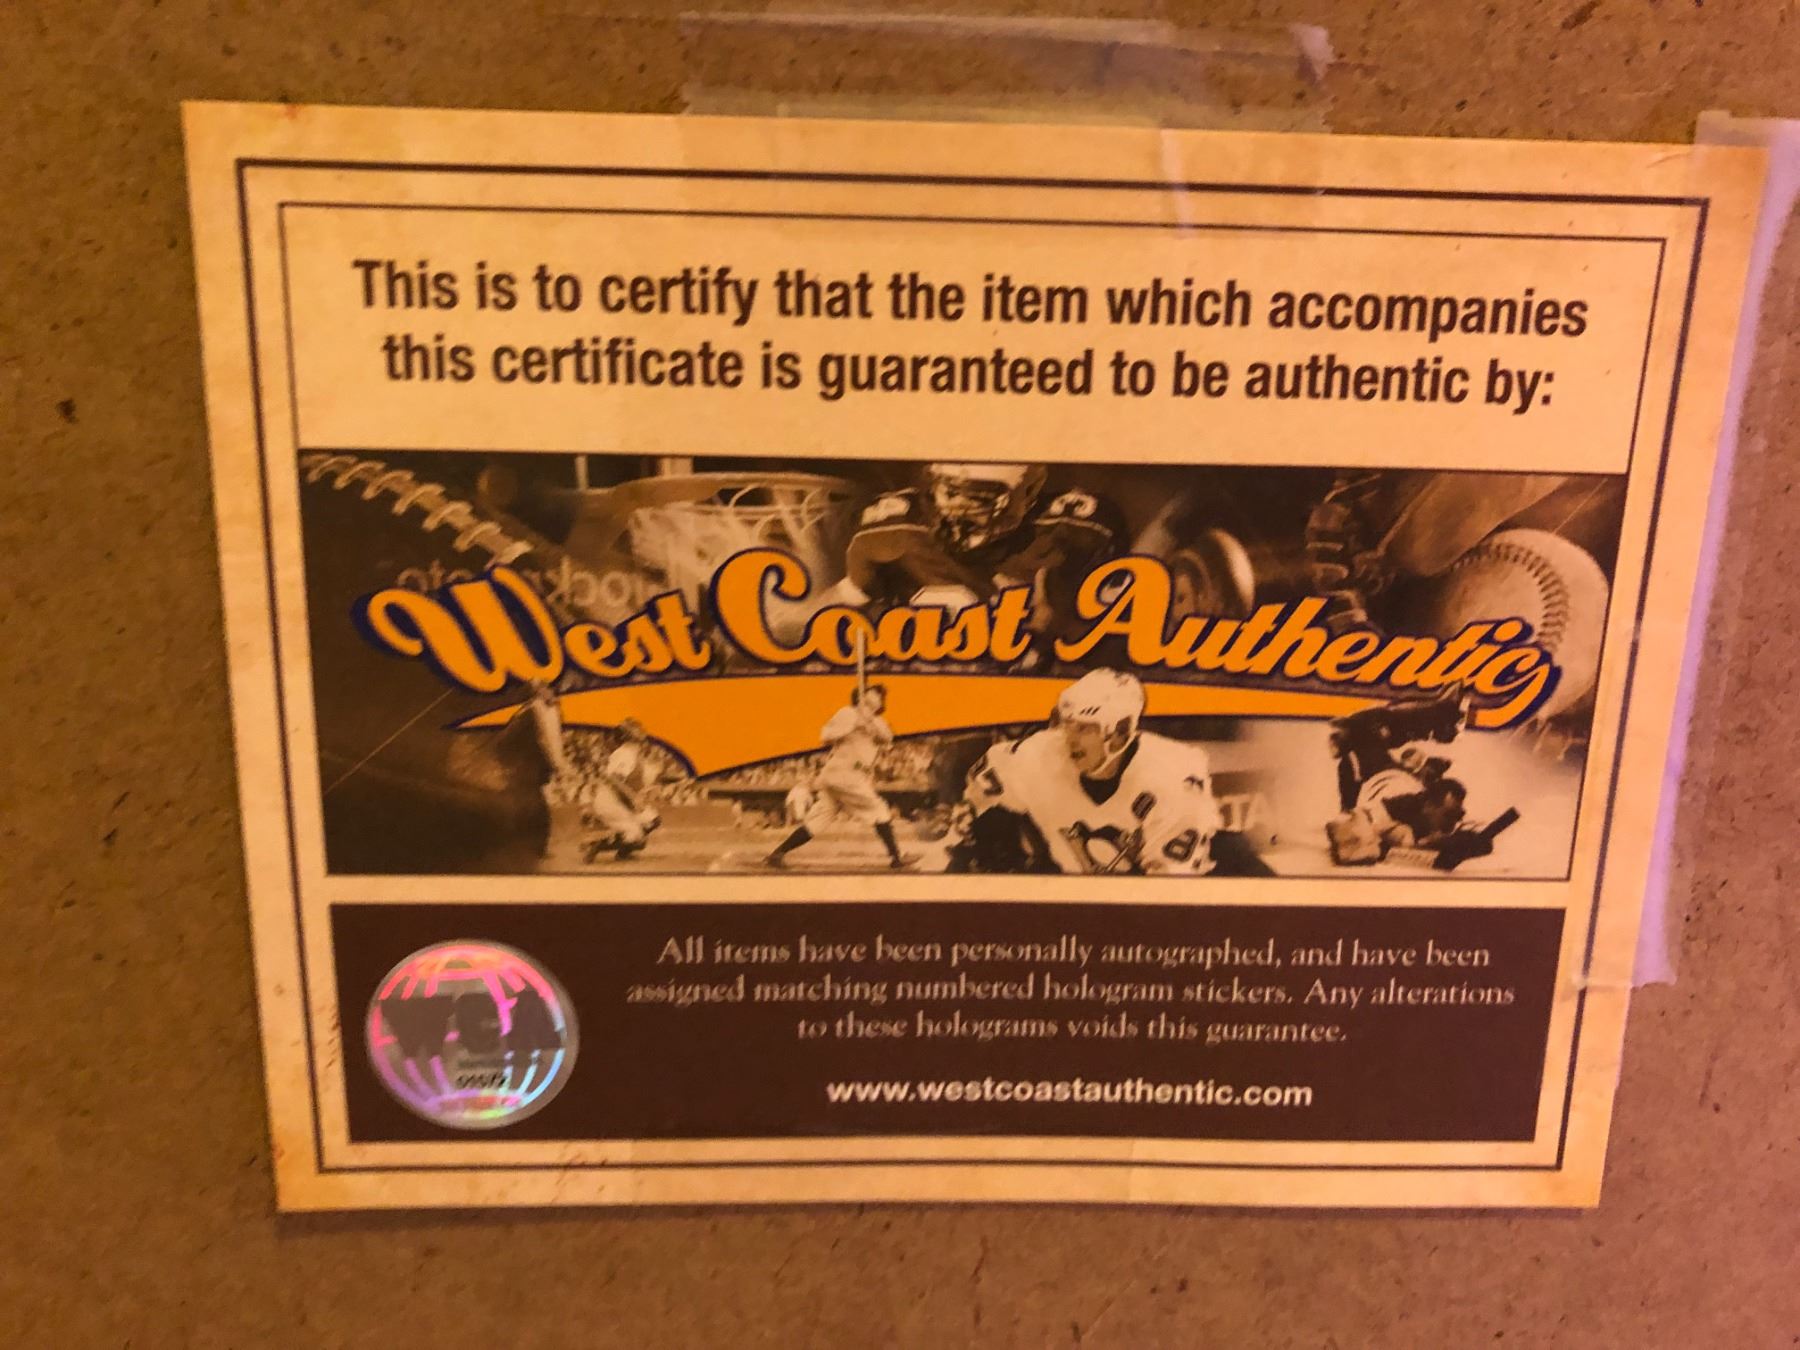 This is to certify that the item which accompanies
this certificate is guaranteed to be authentic by:
West Coast Authentic
All items have been personally autographed, and have been
assigned matching numbered hologram stickers. Any alterations
to these holograms voids this guarantee.
WCA
www.westcoastauthentic.com